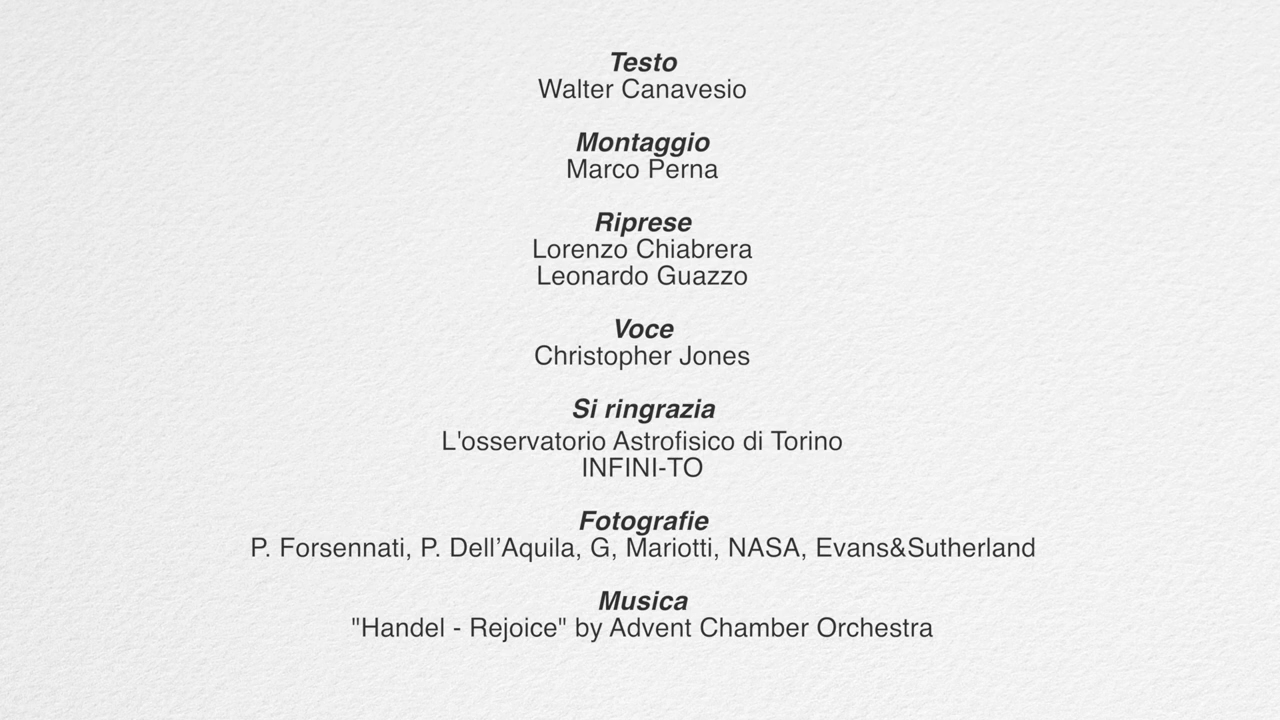 Testo
Walter Canavesio
Montaggio
Marco Perna
Riprese
Lorenzo Chiabrera
Leonardo Guazzo
Voce
Christopher Jones
Si ringrazia
L'osservatorio Astrofisico di Torino
INFINI-TO
Fotografie
P. Forsennati, P. Dell’Aquila, G, Mariotti, NASA, Evans&Sutherland
Musica
"Handel - Rejoice" by Advent Chamber Orchestra